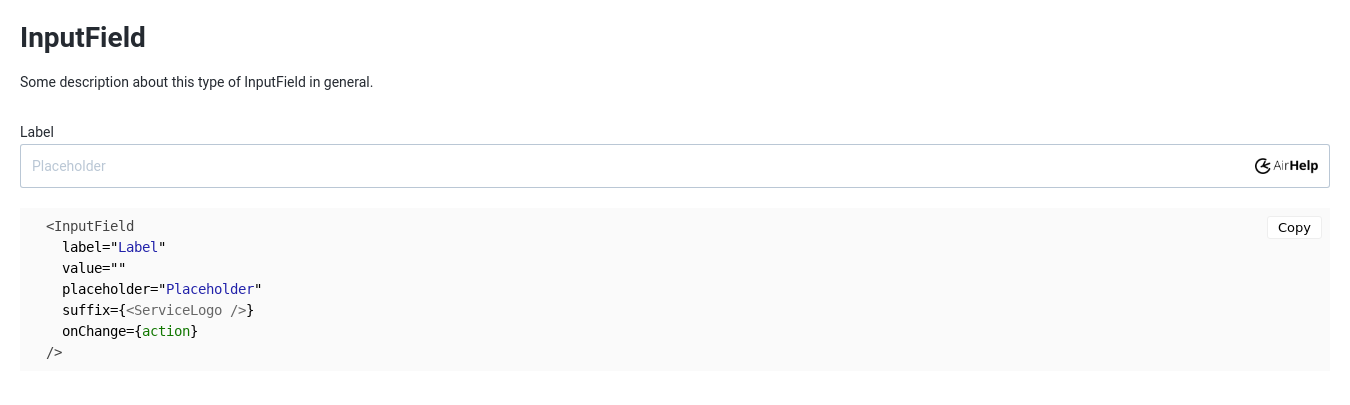 InputField
Some description about this type of InputField in general.
Label
Placeholder
AirHelp
<InputField
Copy
label="Label"
value=""
placeholder="Placeholder"
suffix={<ServiceLogo />}
onChange={action}
/>